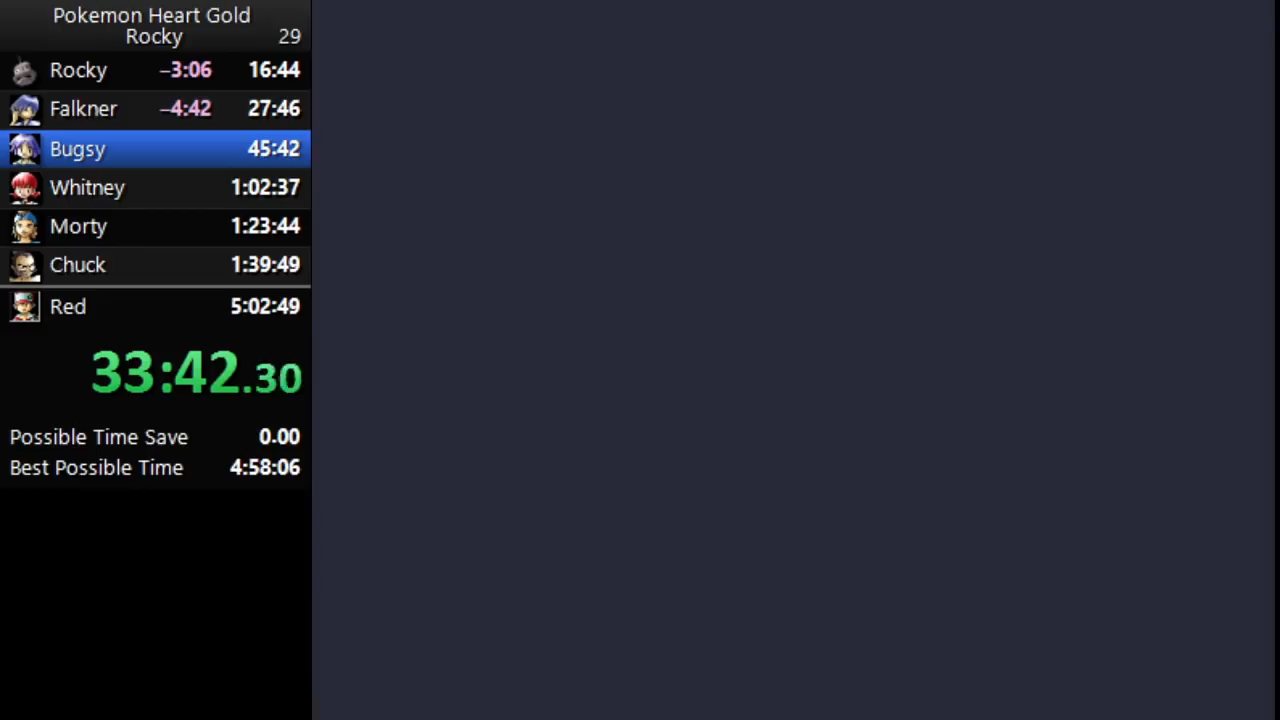 Pokemon Heart Gold
Rocky 29
Rocky −3:06 16:44
Falkner −4:42 27:46
Bugsy 45:42
Whitney 1:02:37
Morty 1:23:44
Chuck 1:39:49
Red 5:02:49
33:42.30
Possible Time Save 0.00
Best Possible Time 4:58:06